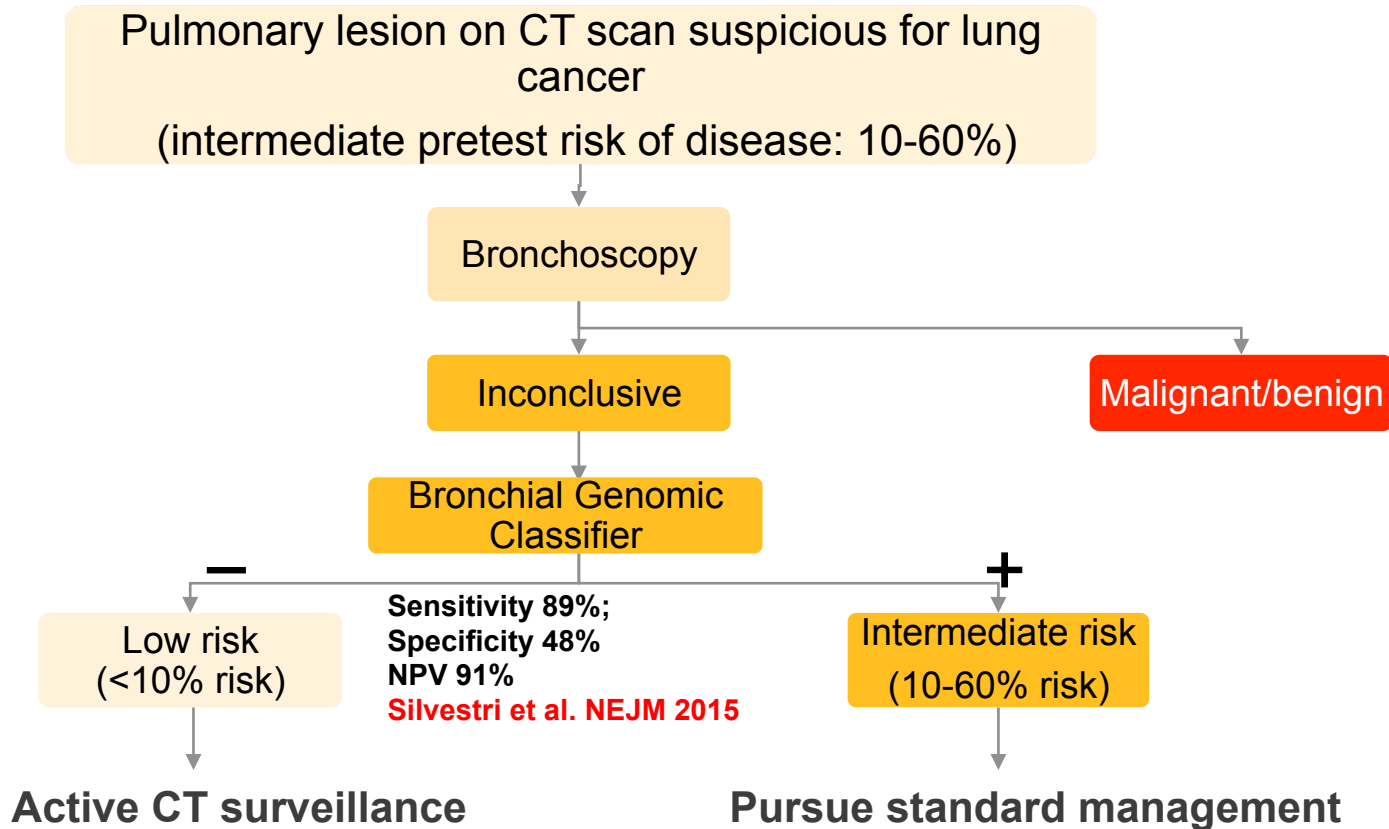 Pulmonary lesion on CT scan suspicious for lung
cancer
(intermediate pretest risk of disease: 10-60%)
Bronchoscopy
Inconclusive
Malignant/benign
Bronchial Genomic
Classifier
–
+
Low risk
(<10% risk)
Sensitivity 89%;
Specificity 48%
NPV 91%
Silvestri et al. NEJM 2015
Intermediate risk
(10-60% risk)
Active CT surveillance
Pursue standard management